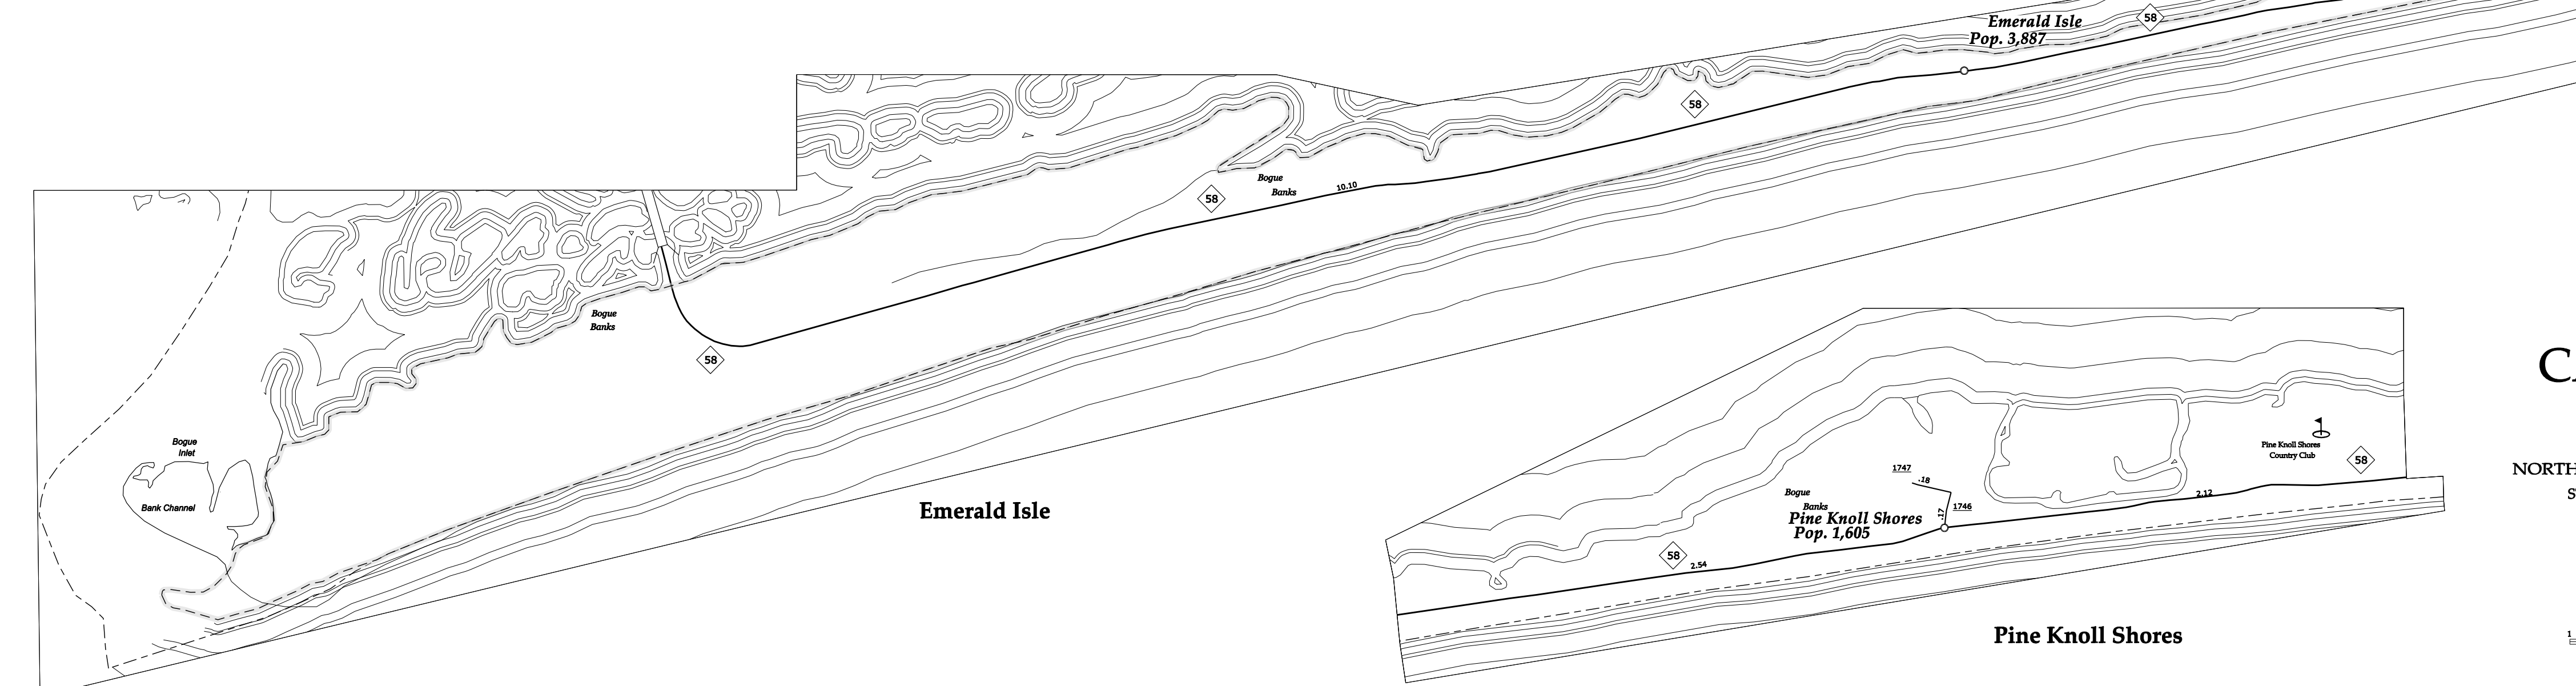 Emerald Isle
Pop. 3,887
58
58
58
Bogue
Banks
10.10
Bogue
Banks
58
Bogue
Inlet
Bank Channel
Emerald Isle
Pine Knoll Shores
Country Club
58
1747
.18
Bogue
Banks
1746
.17
Pine Knoll Shores
Pop. 1,605
2.12
58
2.54
Pine Knoll Shores
C
NORTH
S
1